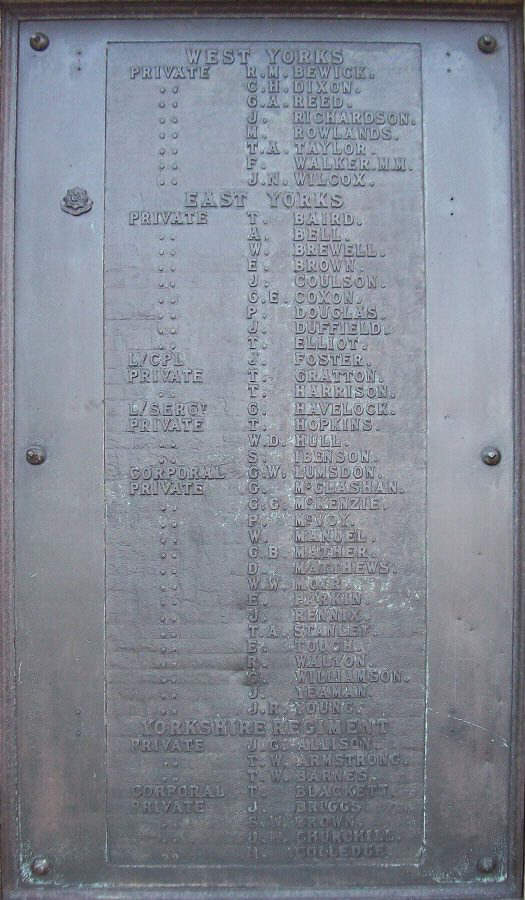 WEST YORKS
PRIVATE R.M. BEWICK.
.. C.H. DIXON.
.. G.A. REED.
.. J. RICHARDSON.
.. M. ROWLANDS.
.. T.A. TAYLOR.
.. F. WALKER. M.M.
.. J.N. WILCOX.
EAST YORKS
PRIVATE T. BAIRD.
.. A. BELL.
.. W. BREWELL.
.. E. BROWN.
.. J. COULSON.
.. G.E. COXON.
.. P. DOUGLAS.
.. J. DUFFIELD.
.. T. ELLIOT.
L/CPL J. FOSTER.
PRIVATE T. GRATTON.
.. T. HARRISON.
L/SERGT G. HAVELOCK.
PRIVATE T. HOPKINS.
.. W.D. HULL.
.. S. IBENSON.
CORPORAL G.W. LUMSDON.
PRIVATE G. McGLASHAN.
.. G.G. McKENZIE.
.. P. McVOY.
.. W. MANUEL.
.. G.B. MATHER.
.. D. MATTHEWS.
.. W.W.
.. E. PARKIN.
.. J. RENNIX.
.. T.A. STANLEY.
.. E. TOUGH.
.. R. WALTON.
.. G. WILLIAMSON.
.. J. YEAMAN.
.. J.R. YOUNG.
YORKSHIRE REGIMENT
PRIVATE J.G. ALLISON.
.. T.W. ARMSTRONG.
.. T.W. BARNES.
CORPORAL T. BLACKETT.
PRIVATE J. BRIGGS
.. BROWN.
.. CHURCHILL.
.. COLLEDGE